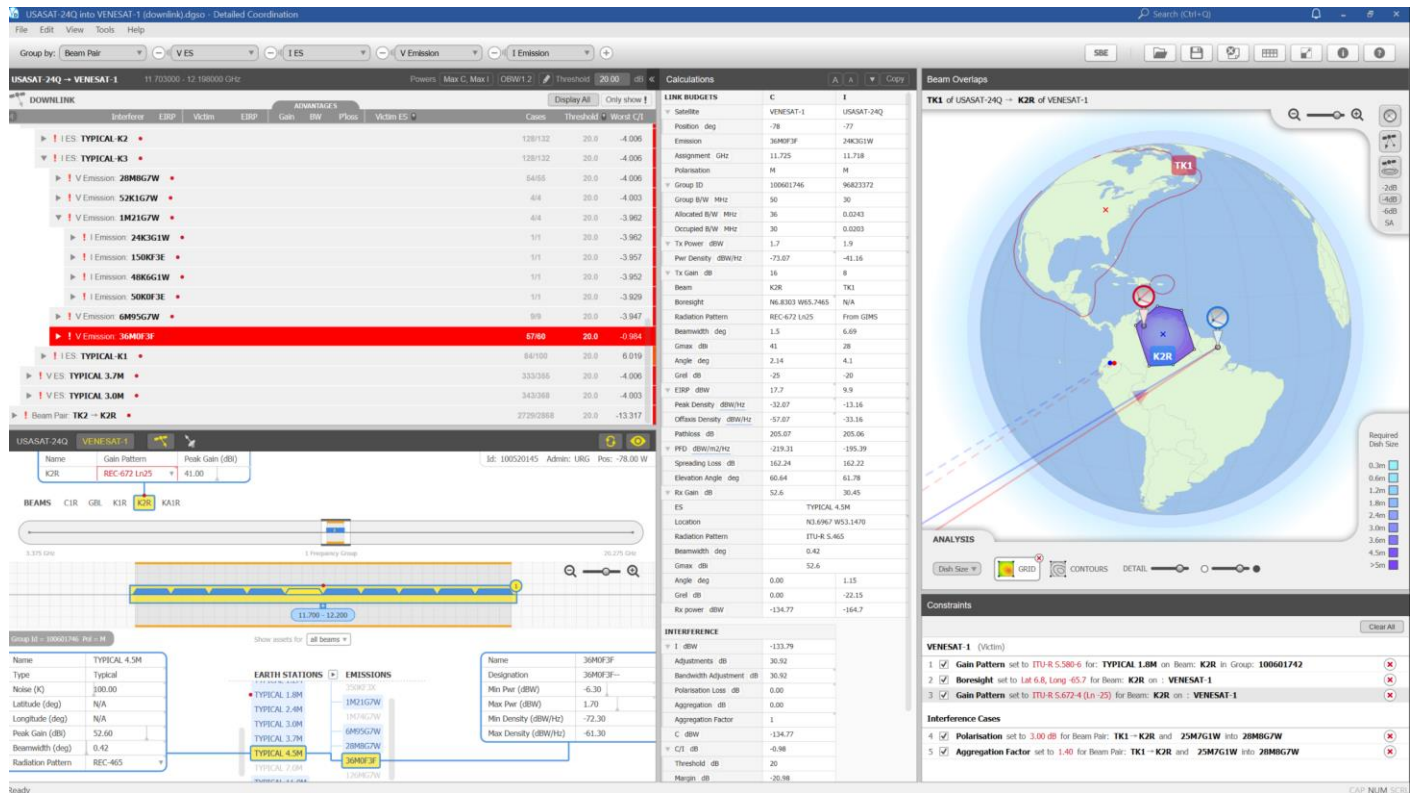 USASAT-24Q into VENESAT-1 (downlink).dgso - Detailed Coordination
Search (Ctrl+Q)
File Edit View Tools Help
Group by: Beam Pair V ES I ES V Emission I Emission
SBE
USASAT-24Q → VENESAT-1 11 703000 - 12 198000 GHz Powers Max C, Max I OBW/1.2 Threshold 20.00 dB «
DOWNLINK Display All Only show !
ADVANTAGES
Interferer EIRP Victim EIRP Gain BW Ploss Victim ES Cases Threshold Worst C/I
! I ES: TYPICAL-K2 128/132 20.0 -4.006
! I ES: TYPICAL-K3 128/132 20.0 -4.006
! V Emission: 28M8G7W 64/66 20.0 -4.006
! V Emission: 52K1G7W 4/4 20.0 -4.003
! V Emission: 1M21G7W 4/4 20.0 -3.962
! I Emission: 24K3G1W 1/1 20.0 -3.962
! I Emission: 150KF3E 1/1 20.0 -3.957
! I Emission: 48K6G1W 1/1 20.0 -3.952
! I Emission: 50K0F3E 1/1 20.0 -3.929
! V Emission: 6M95G7W 9/9 20.0 -3.947
! V Emission: 36M0F3F 57/60 20.0 -0.984
! I ES: TYPICAL-K1 84/100 20.0 6.019
! V ES: TYPICAL 3.7M 20.0 -4.006
! V ES: TYPICAL 3.0M 343/368 20.0 -4.003
! Beam Pair: TK2 → K2R 2729/2868 20.0 -13.317
USASAT-24Q VENESAT-1
Name Gain Pattern Peak Gain (dBi)
K2R REC-672 Ln25 41.00
Id: 100520145 Admin: URG Pos: -78.00 W
BEAMS C1R GBL K1R K2R KA1R
1 Frequency Group
1
11.700 - 12.200
Show assets for all beams
Name TYPICAL 4.5M
Type Typical
Noise (K) 100.00
Latitude (deg) N/A
Longitude (deg) N/A
Peak Gain (dBi) 52.60
Beamwidth (deg) 0.42
Radiation Pattern REC-465
EARTH STATIONS
TYPICAL 1.8M
TYPICAL 2.4M
TYPICAL 3.0M
TYPICAL 3.7M
TYPICAL 4.5M
TYPICAL 7.0M
EMISSIONS
1M21G7W
1M74G7W
6M95G7W
28M8G7W
36M0F3F
Name 36M0F3F
Designation 36M0F3F--
Min Pwr (dBW) -6.30
Max Pwr (dBW) 1.70
Min Density (dBW/Hz) -72.30
Max Density (dBW/Hz) -61.30
Ready
Calculations A A Copy
LINK BUDGETS C I
Satellite VENESAT-1 USASAT-24Q
Position deg -78 -77
Emission 36M0F3F 24K3G1W
Assignment GHz 11.725 11.718
Polarisation M M
Group ID 100601746 96823372
Group B/W MHz 50 30
Allocated B/W MHz 36 0.0243
Occupied B/W MHz 30 0.0203
Tx Power dBW 1.7 1.9
Pwr Density dBW/Hz -73.07 -41.16
Tx Gain dB 16 8
Beam K2R TK1
Boresight N6.8303 W65.7465 N/A
Radiation Pattern REC-672 Ln25 From GIMS
Beamwidth deg 1.5 6.69
Gmax dBi 41 28
Angle deg 2.14 4.1
Grel dB -25 -20
EIRP dBW 17.7 9.9
Peak Density dBW/Hz -32.07 -13.16
Offaxis Density dBW/Hz -57.07 -33.16
Pathloss dB 205.07 205.06
PFD dBW/m2/Hz -219.31 -195.39
Spreading Loss dB 162.24 162.22
Elevation Angle deg 60.64 61.78
Rx Gain dB 52.6 30.45
ES TYPICAL 4.5M
Location N3.6967 W53.1470
Radiation Pattern ITU-R S.465
Beamwidth deg 0.42
Gmax dBi 52.6
Angle deg 0.00 1.15
Grel dB 0.00 -22.15
Rx power dBW -134.77 -164.7
INTERFERENCE
I dBW -133.79
Adjustments dB 30.92
Bandwidth Adjustment dB 30.92
Polarisation Loss dB 0.00
Aggregation dB 0.00
Aggregation Factor 1
C dBW -134.77
C/I dB -0.98
Threshold dB 20
Margin dB -20.98
Beam Overlaps
TK1 of USASAT-24Q → K2R of VENESAT-1
TK1
K2R
-2dB
-4dB
-6dB
SA
Required
Dish Size
0.3m
0.6m
1.2m
1.8m
2.4m
3.0m
3.6m
4.5m
>5m
ANALYSIS
Dish Size GRID CONTOURS DETAIL
Constraints
Clear All
VENESAT-1 (Victim)
1 Gain Pattern set to ITU-R S.580-6 for: TYPICAL 1.8M on Beam: K2R in Group: 100601742
2 Boresight set to Lat 6.8, Long -65.7 for Beam: K2R on : VENESAT-1
3 Gain Pattern set to ITU-R S.672-4 (Ln -25) for Beam: K2R on : VENESAT-1
Interference Cases
4 Polarisation set to 3.00 dB for Beam Pair: TK1→K2R and 25M7G1W into 28M8G7W
5 Aggregation Factor set to 1.40 for Beam Pair: TK1→K2R and 25M7G1W into 28M8G7W
CAP NUM SCRL